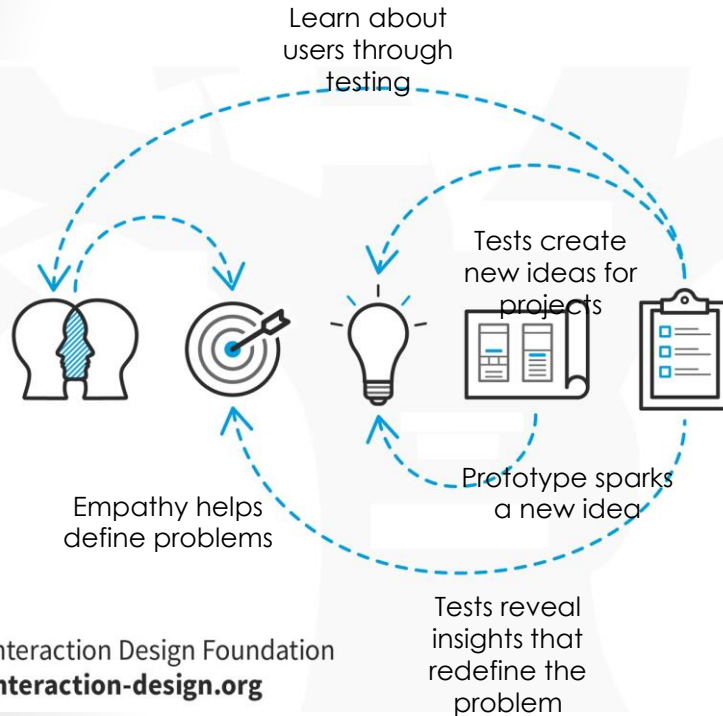 Learn about
users through
testing
Tests create
new ideas for
projects
Prototype sparks
a new idea
Empathy helps
define problems
Tests reveal
insights that
redefine the
problem
nteraction Design Foundation
nteraction-design.org